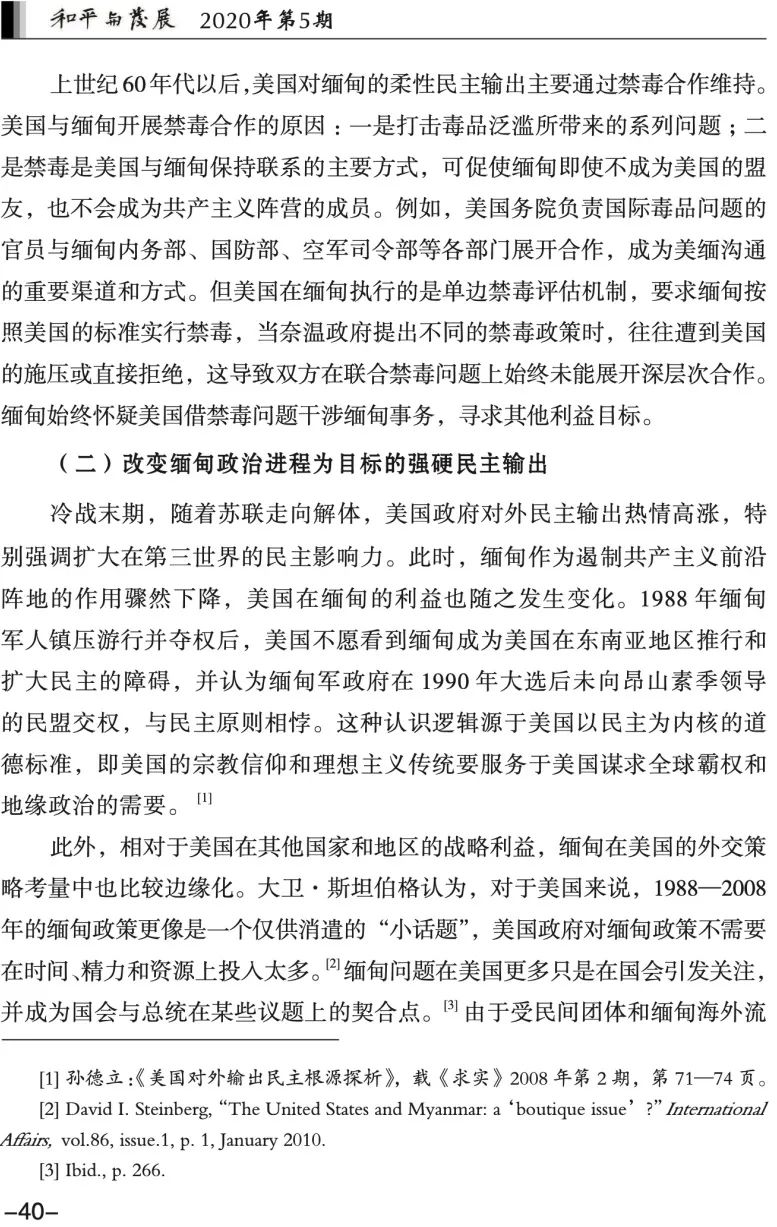 和平与发展 2020年第5期
上世纪60年代以后,美国对缅甸的柔性民主输出主要通过禁毒合作维持。
美国与缅甸开展禁毒合作的原因：一是打击毒品泛滥所带来的系列问题；二
是禁毒是美国与缅甸保持联系的主要方式，可促使缅甸即使不成为美国的盟
友，也不会成为共产主义阵营的成员。例如，美国务院负责国际毒品问题的
官员与缅甸内务部、国防部、空军司令部等各部门展开合作，成为美缅沟通
的重要渠道和方式。但美国在缅甸执行的是单边禁毒评估机制，要求缅甸按
照美国的标准实行禁毒，当奈温政府提出不同的禁毒政策时，往往遭到美国
的施压或直接拒绝，这导致双方在联合禁毒问题上始终未能展开深层次合作。
缅甸始终怀疑美国借禁毒问题干涉缅甸事务，寻求其他利益目标。
（二）改变缅甸政治进程为目标的强硬民主输出
冷战末期，随着苏联走向解体，美国政府对外民主输出热情高涨，特
别强调扩大在第三世界的民主影响力。此时，缅甸作为遏制共产主义前沿
阵地的作用骤然下降，美国在缅甸的利益也随之发生变化。1988 年缅甸
军人镇压游行并夺权后，美国不愿看到缅甸成为美国在东南亚地区推行和
扩大民主的障碍，并认为缅甸军政府在 1990 年大选后未向昂山素季领导
的民盟交权，与民主原则相悖。这种认识逻辑源于美国以民主为内核的道
德标准，即美国的宗教信仰和理想主义传统要服务于美国谋求全球霸权和
地缘政治的需要。[1]
此外，相对于美国在其他国家和地区的战略利益，缅甸在美国的外交策
略考量中也比较边缘化。大卫·斯坦伯格认为，对于美国来说，1988—2008
年的缅甸政策更像是一个仅供消遣的“小话题”，美国政府对缅甸政策不需要
在时间、精力和资源上投入太多。[2]缅甸问题在美国更多只是在国会引发关注，
并成为国会与总统在某些议题上的契合点。[3] 由于受民间团体和缅甸海外流
[1] 孙德立:《美国对外输出民主根源探析》，载《求实》2008 年第 2 期，第 71—74 页。
[2] David I. Steinberg, “The United States and Myanmar: a ‘boutique issue’ ?” International
Affairs, vol.86, issue.1, p. 1, January 2010.
[3] Ibid., p. 266.
–40–